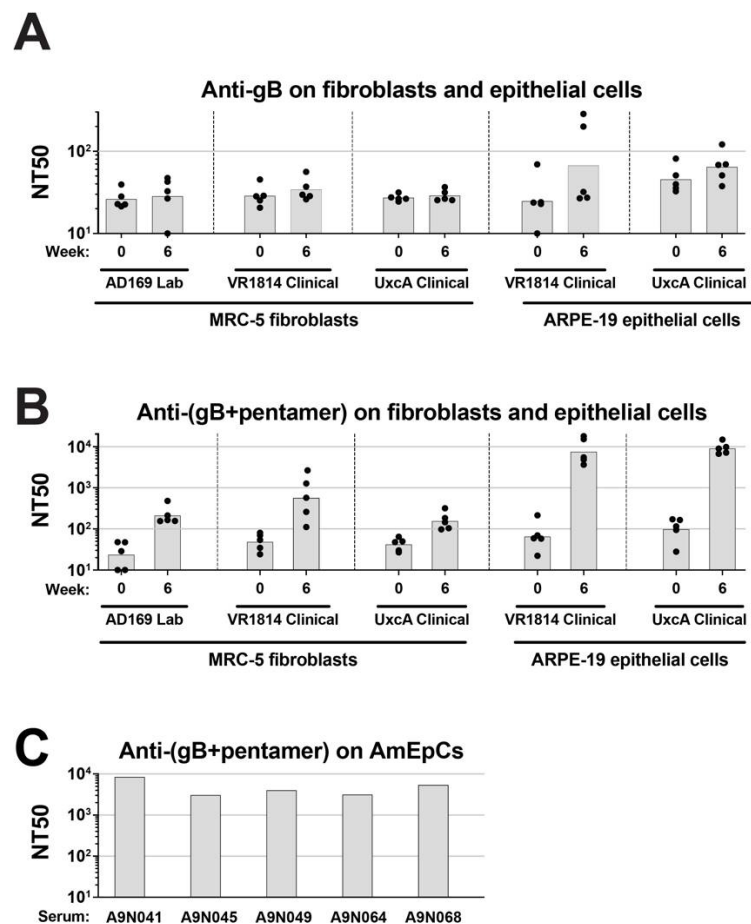 A
Anti-gB on fibroblasts and epithelial cells
NT50
10²
10¹
Week: 0 6 0 6 0 6 0 6 0 6
AD169 Lab VR1814 Clinical UxcA Clinical VR1814 Clinical UxcA Clinical
MRC-5 fibroblasts ARPE-19 epithelial cells
B
Anti-(gB+pentamer) on fibroblasts and epithelial cells
NT50
10⁴
10³
10²
10¹
Week: 0 6 0 6 0 6 0 6 0 6
AD169 Lab VR1814 Clinical UxcA Clinical VR1814 Clinical UxcA Clinical
MRC-5 fibroblasts ARPE-19 epithelial cells
C
Anti-(gB+pentamer) on AmEpCs
NT50
10⁴
10³
10²
10¹
Serum: A9N041 A9N045 A9N049 A9N064 A9N068